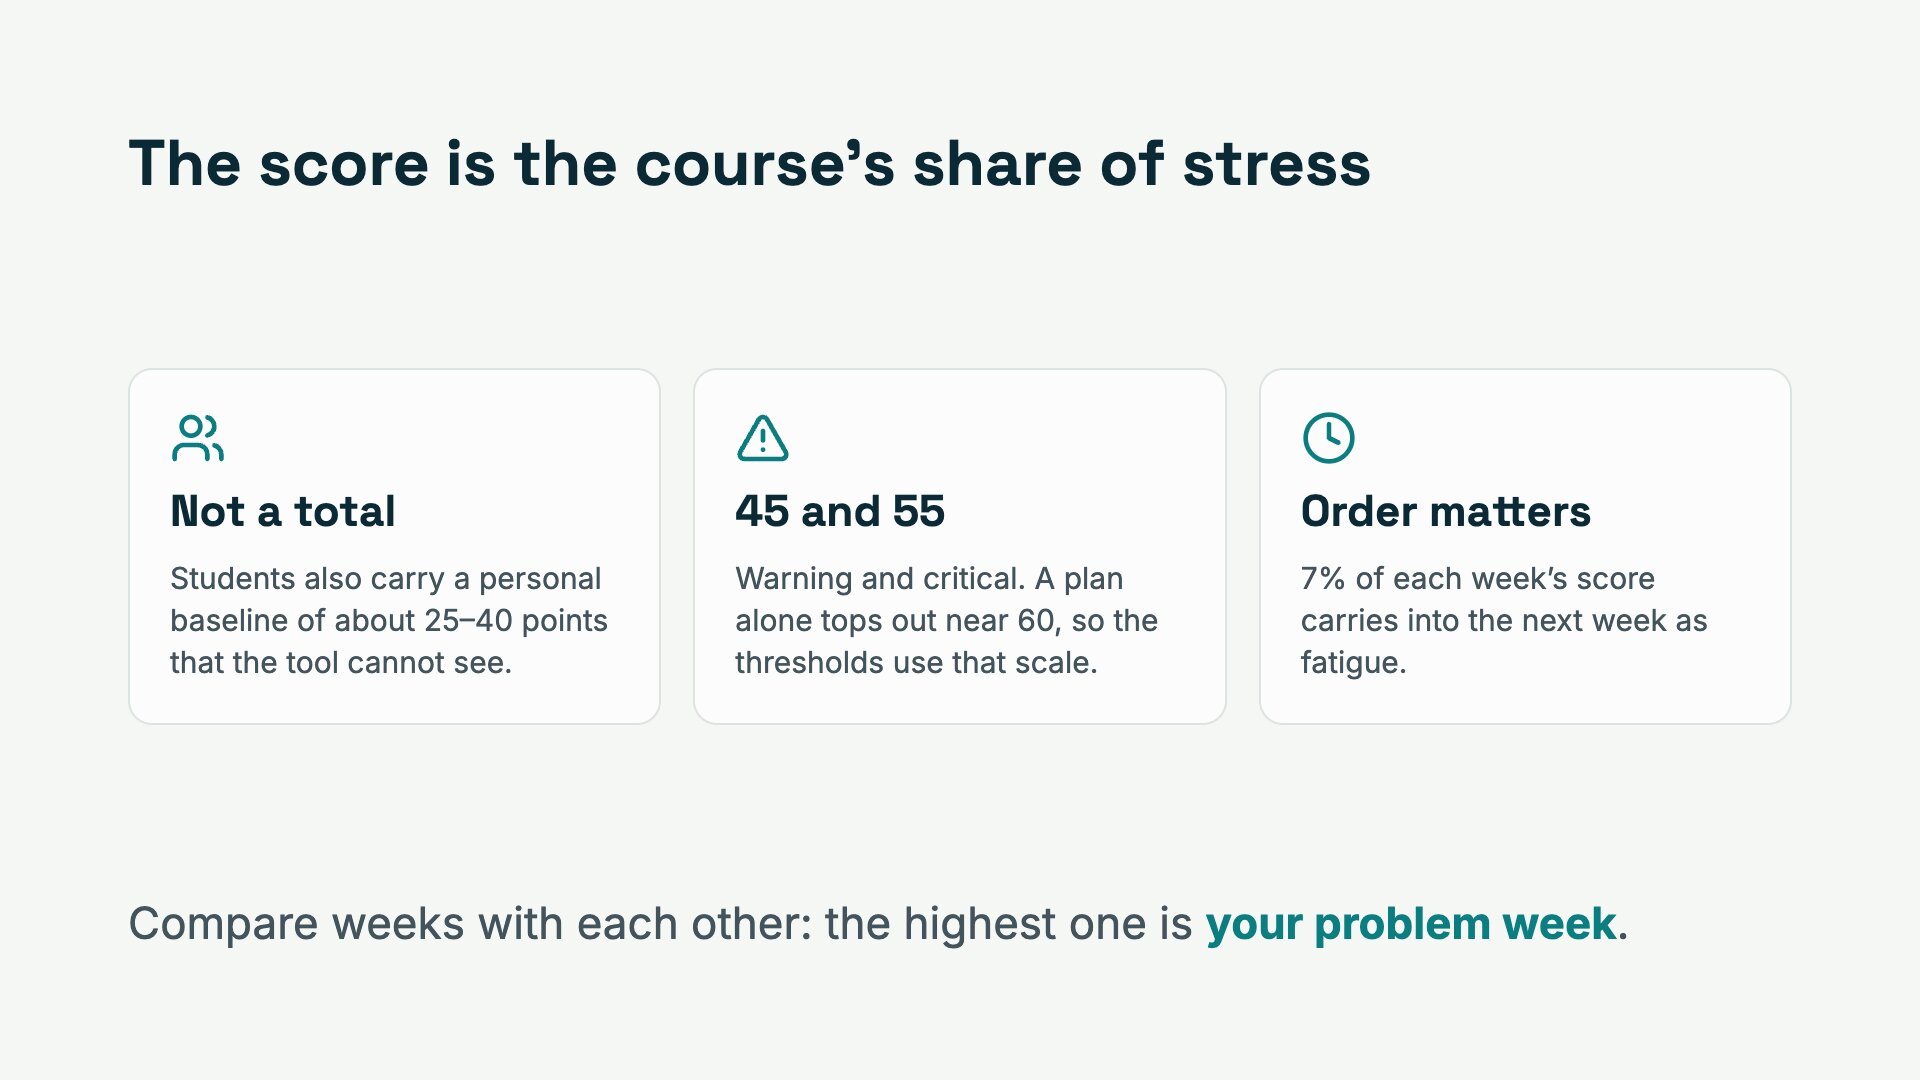 The score is the course’s share of stress
Not a total
Students also carry a personal
baseline of about 25–40 points
that the tool cannot see.
45 and 55
Warning and critical. A plan
alone tops out near 60, so the
thresholds use that scale.
Order matters
7% of each week’s score
carries into the next week as
fatigue.
Compare weeks with each other: the highest one is your problem week.